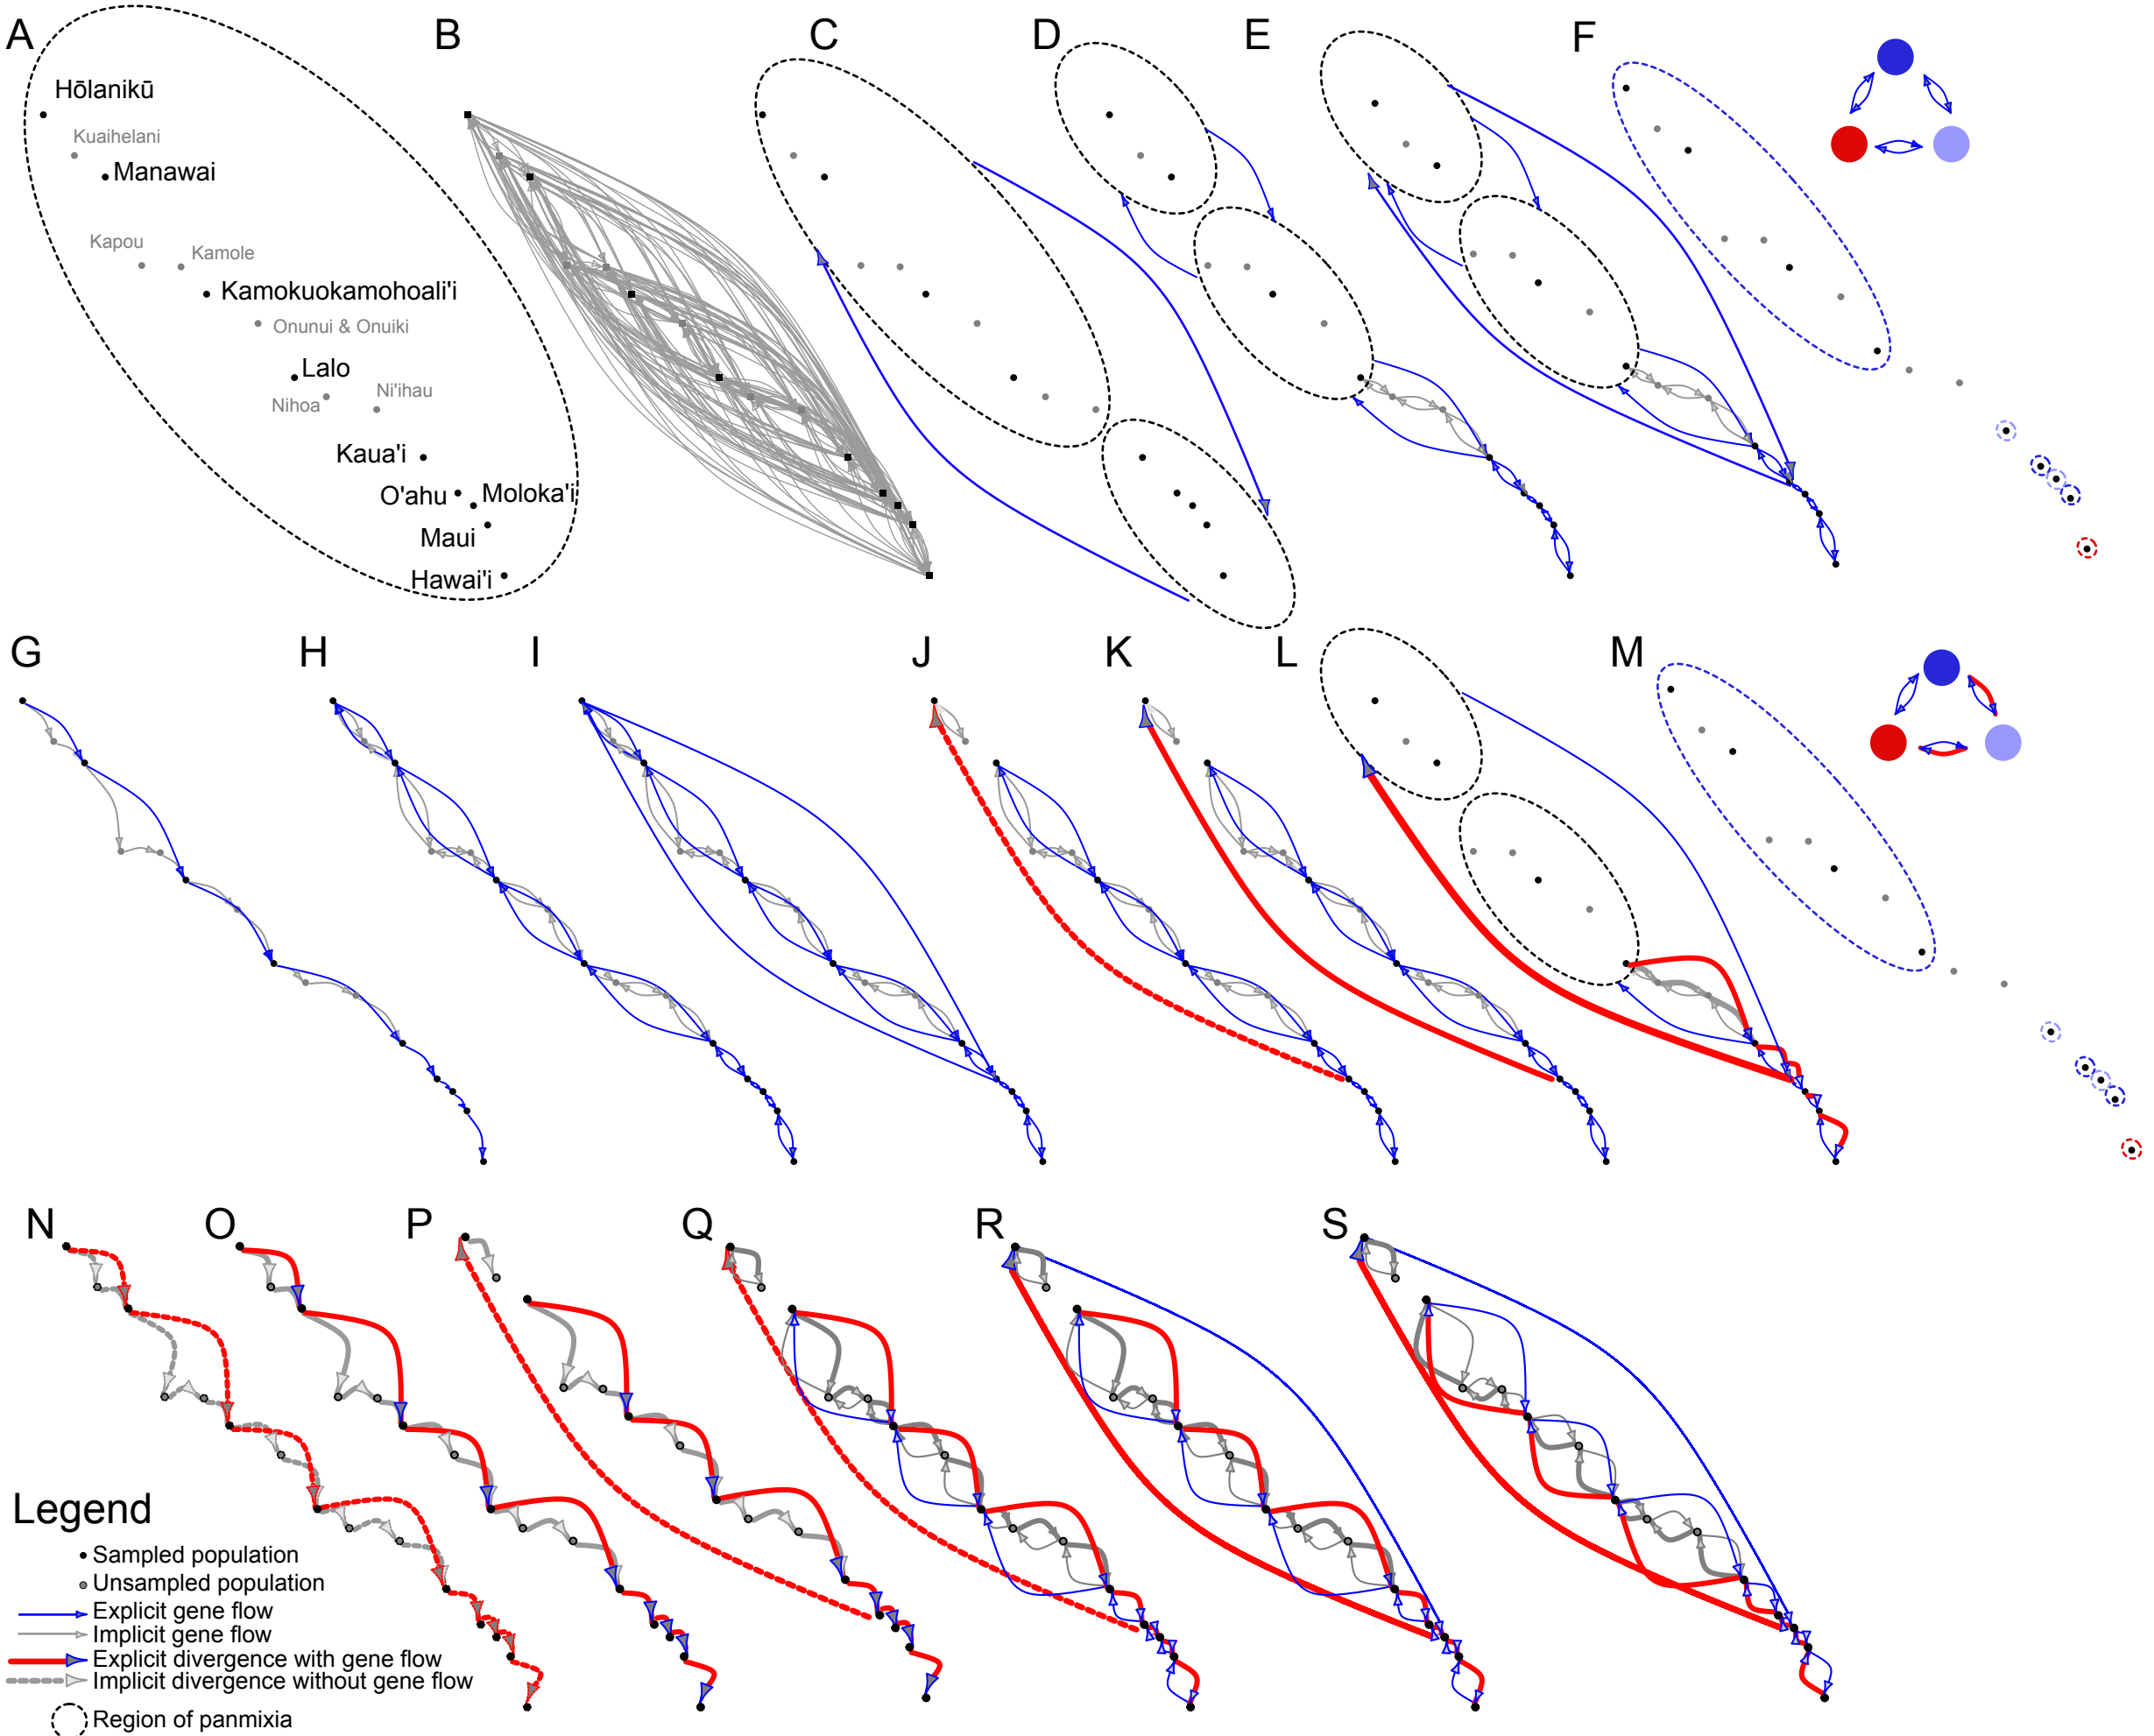 A
B
C
D
E
F
Hōlanikū
Kuaihelani
Manawai
Kapou
Kamole
Kamokuokamohoali'i
Onunui & Onuiki
Lalo
Nihoa
Ni'ihau
Kaua'i
O'ahu
Moloka'i
Maui
Hawai'i
G
H
I
J
K
L
M
N
O
P
Q
R
S
Legend
Sampled population
Unsampled population
Explicit gene flow
Implicit gene flow
Explicit divergence with gene flow
Implicit divergence without gene flow
Region of panmixia